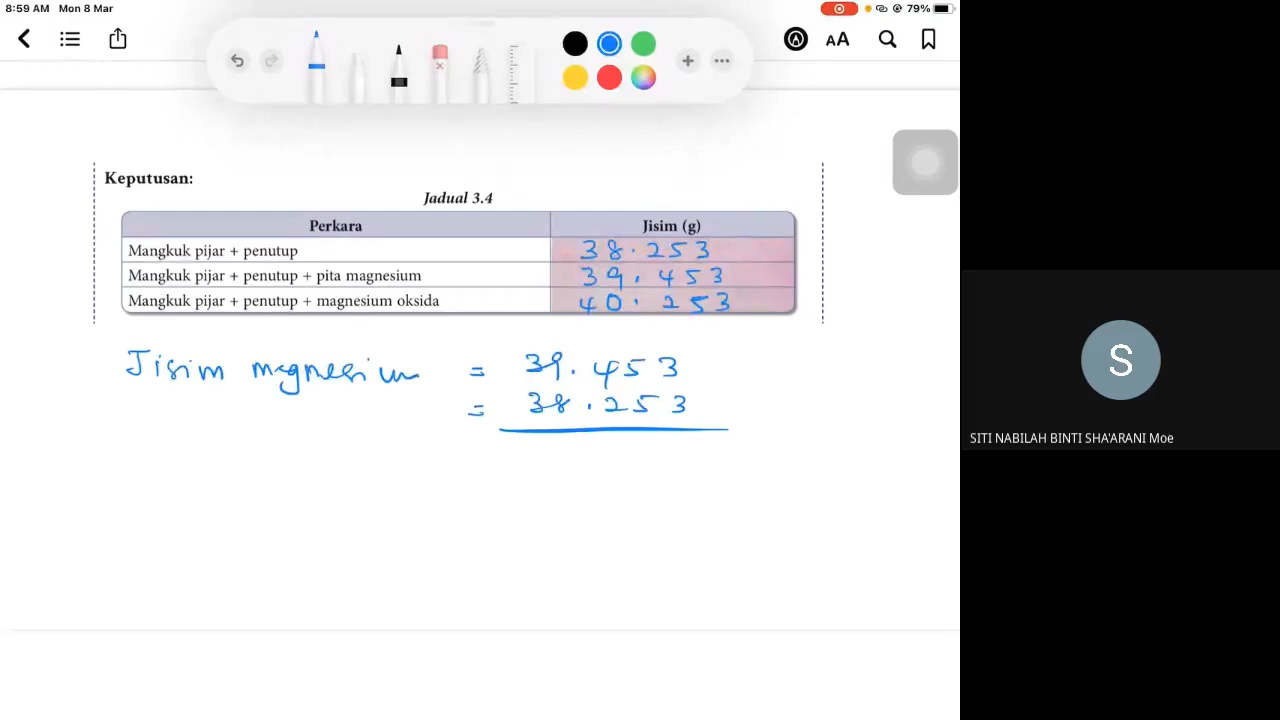 8:59 AM Mon 8 Mar
79%
AA
Keputusan:
Jadual 3.4
Perkara Jisim (g)
Mangkuk pijar + penutup 38.253
Mangkuk pijar + penutup + pita magnesium 39.453
Mangkuk pijar + penutup + magnesium oksida 40.253
Jisim magnesium = 39.453
= 38.253
S
SITI NABILAH BINTI SHA'ARANI Moe